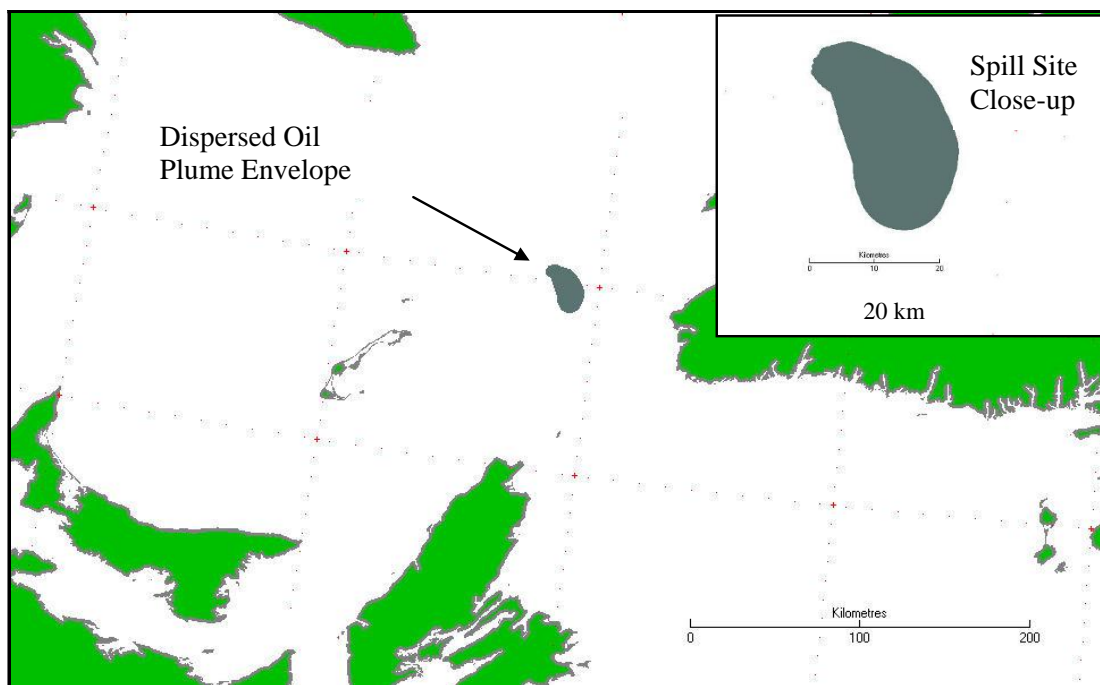 Dispersed Oil
Plume Envelope
Spill Site
Close-up
Kilometres
0 10 20
20 km
Kilometres
0 100 200